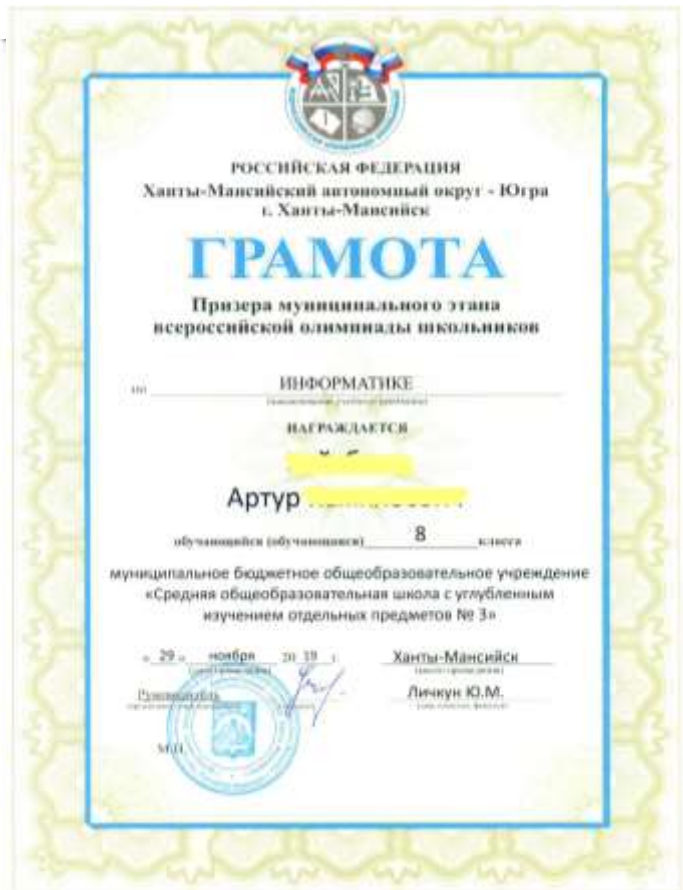 РОССИЙСКАЯ ФЕДЕРАЦИЯ
Ханты-Мансийский автономный округ - Югра
г. Ханты-Мансийск
ГРАМОТА
Призера муниципального этапа
всероссийской олимпиады школьников
по ИНФОРМАТИКЕ
НАГРАЖДАЕТСЯ
Артур
обучающийся (обучающаяся) 8 класса
муниципальное бюджетное общеобразовательное учреждение
«Средняя общеобразовательная школа с углубленным
изучением отдельных предметов № 3»
« 29 » ноября 20 19 г. Ханты-Мансийск
Руководитель Личкун Ю.М.
М.П.